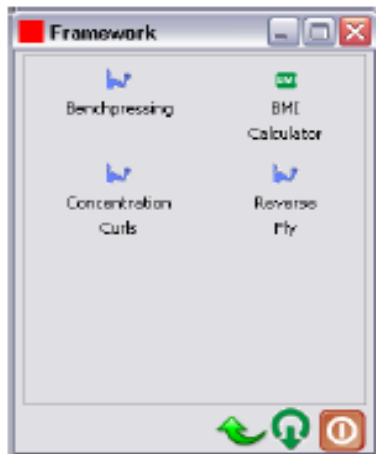 Framework
Benchpressing
BMI
BMI
Calculator
Concentration
Curls
Reverse
Fly